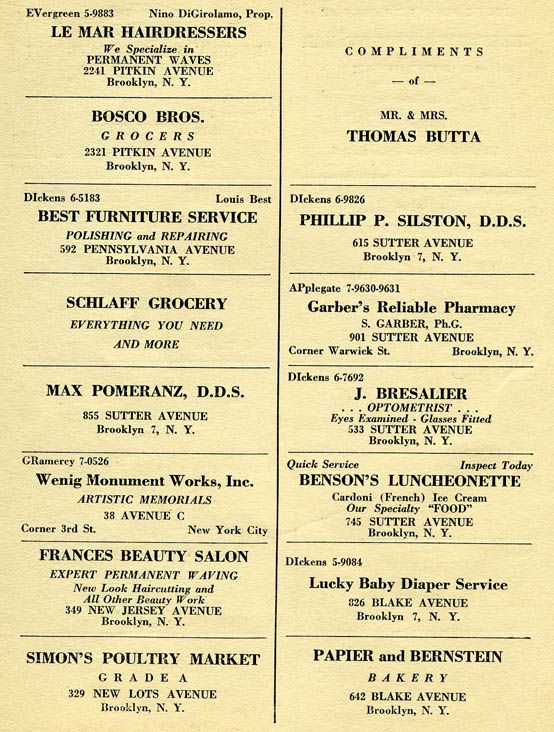 EVergreen 5-9883 Nino DiGirolamo, Prop.
LE MAR HAIRDRESSERS
We Specialize in
PERMANENT WAVES
2241 PITKIN AVENUE
Brooklyn, N. Y.
BOSCO BROS.
GROCERS
2321 PITKIN AVENUE
Brooklyn, N. Y.
DIckens 6-5183 Louis Best
BEST FURNITURE SERVICE
POLISHING and REPAIRING
592 PENNSYLVANIA AVENUE
Brooklyn, N. Y.
SCHLAFF GROCERY
EVERYTHING YOU NEED
AND MORE
MAX POMERANZ, D.D.S.
855 SUTTER AVENUE
Brooklyn 7, N. Y.
GRamercy 7-0526
Wenig Monument Works, Inc.
ARTISTIC MEMORIALS
38 AVENUE C
Corner 3rd St. New York City
FRANCES BEAUTY SALON
EXPERT PERMANENT WAVING
New Look Haircutting and
All Other Beauty Work
349 NEW JERSEY AVENUE
Brooklyn, N. Y.
SIMON'S POULTRY MARKET
GRADE A
329 NEW LOTS AVENUE
Brooklyn, N. Y.
COMPLIMENTS
— of —
MR. & MRS.
THOMAS BUTTA
DIckens 6-9826
PHILLIP P. SILSTON, D.D.S.
615 SUTTER AVENUE
Brooklyn 7, N. Y.
APplegate 7-9630-9631
Garber's Reliable Pharmacy
S. GARBER, Ph.G.
901 SUTTER AVENUE
Corner Warwick St. Brooklyn, N. Y.
DIckens 6-7692
J. BRESALIER
. . . OPTOMETRIST . . .
Eyes Examined - Glasses Fitted
533 SUTTER AVENUE
Brooklyn, N. Y.
Quick Service Inspect Today
BENSON'S LUNCHEONETTE
Cardoni (French) Ice Cream
Our Specialty "FOOD"
745 SUTTER AVENUE
Brooklyn, N. Y.
DIckens 5-9084
Lucky Baby Diaper Service
826 BLAKE AVENUE
Brooklyn 7, N. Y.
PAPIER and BERNSTEIN
BAKERY
642 BLAKE AVENUE
Brooklyn, N. Y.